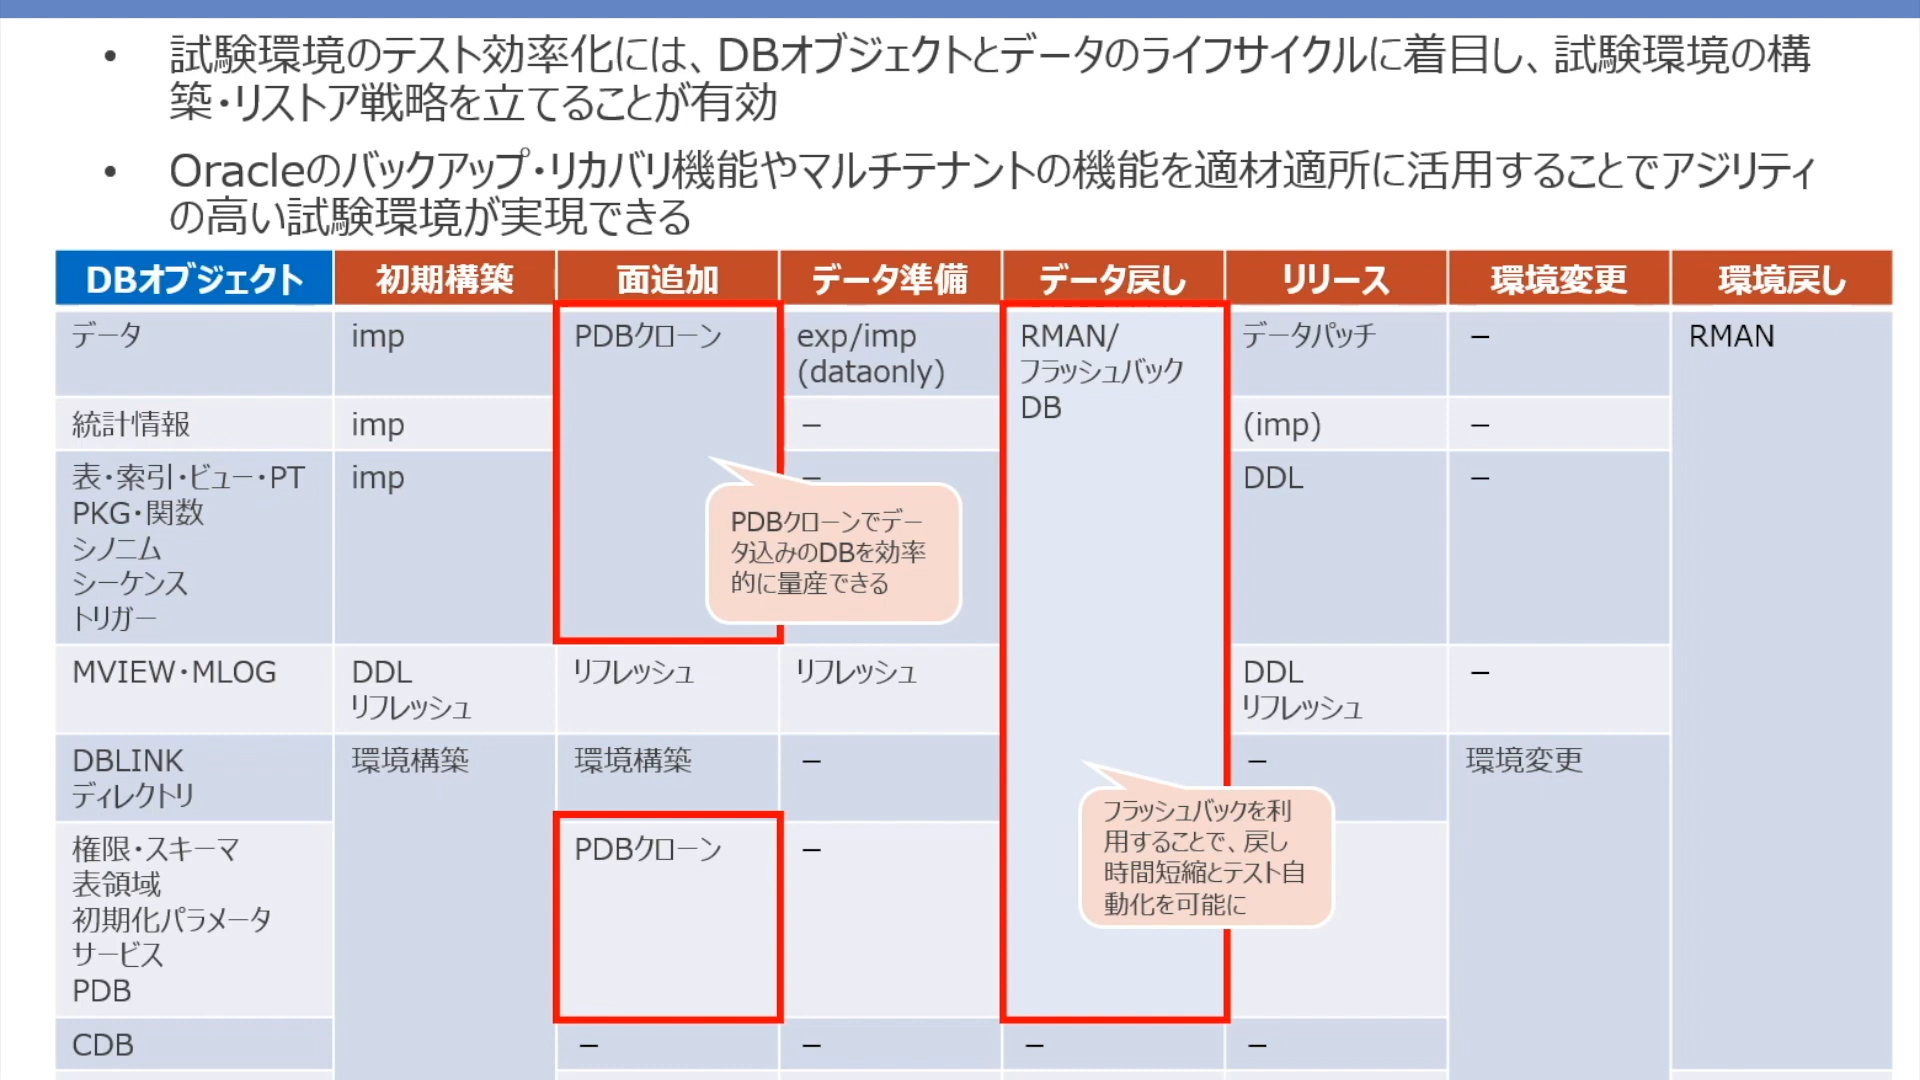 • 試験環境のテスト効率化には、DBオブジェクトとデータのライフサイクルに着目し、試験環境の構
築・リストア戦略を立てることが有効
• Oracleのバックアップ・リカバリ機能やマルチテナントの機能を適材適所に活用することでアジリティ
の高い試験環境が実現できる
DBオブジェクト 初期構築 面追加 データ準備 データ戻し リリース 環境変更 環境戻し
データ imp PDBクローン exp/imp RMAN/ データパッチ – RMAN
(dataonly) フラッシュバック
DB
統計情報 imp – (imp) –
表・索引・ビュー・PT imp – DDL –
PKG・関数
シノニム
シーケンス
トリガー
PDBクローンでデー
タ込みのDBを効率
的に量産できる
MVIEW・MLOG DDL リフレッシュ リフレッシュ DDL –
リフレッシュ リフレッシュ
DBLINK 環境構築 環境構築 – – 環境変更
ディレクトリ
フラッシュバックを利
用することで、戻し
時間短縮とテスト自
動化を可能に
権限・スキーマ PDBクローン –
表領域
初期化パラメータ
サービス
PDB
CDB – – – –